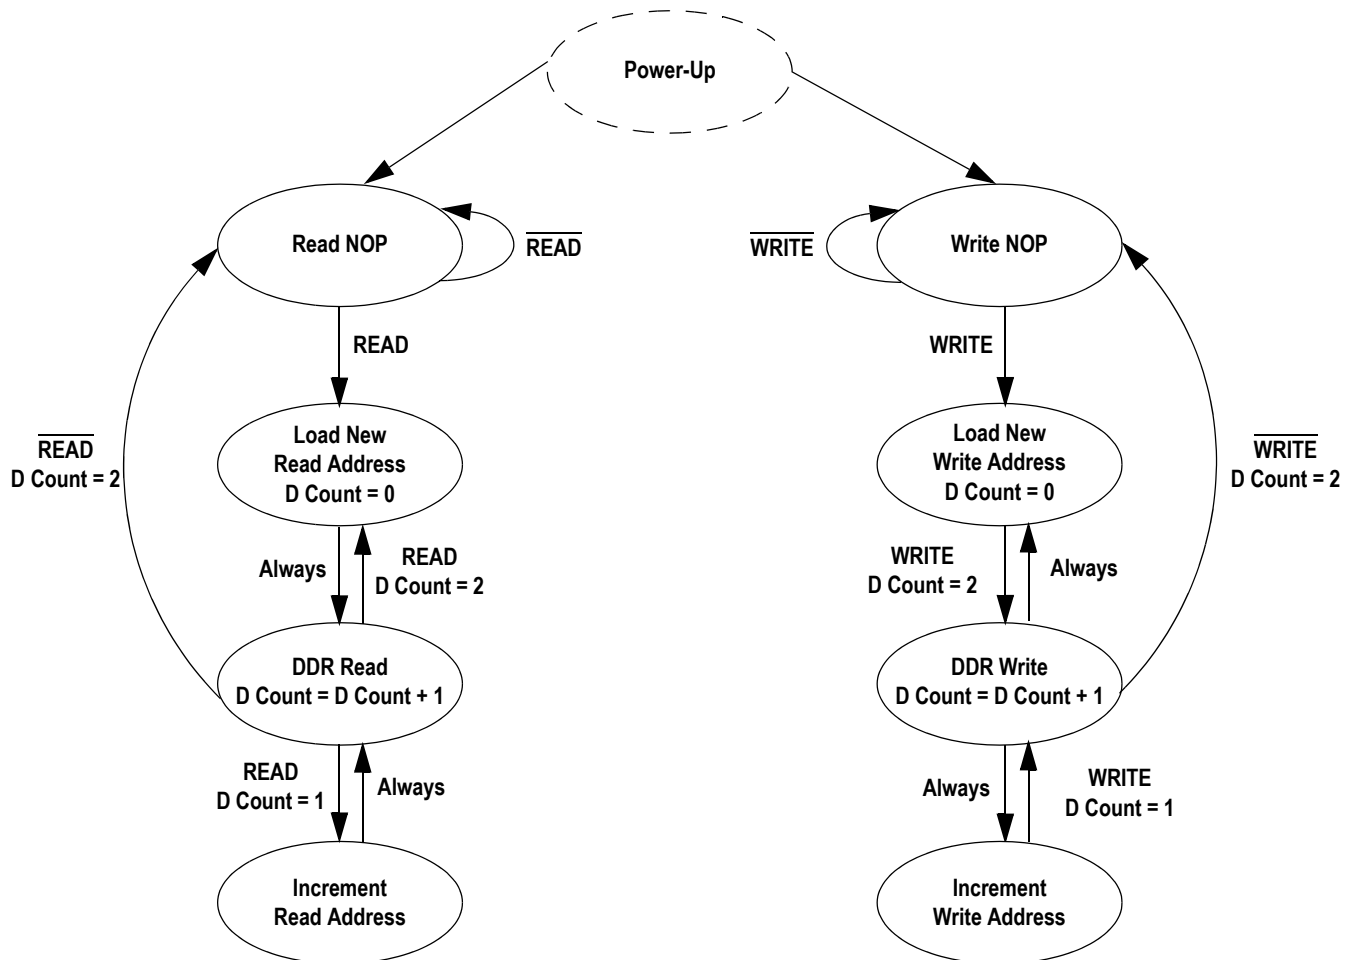 Power-Up
Read NOP
READ
WRITE
Write NOP
READ
WRITE
READ
D Count = 2
Load New
Read Address
D Count = 0
Load New
Write Address
D Count = 0
WRITE
D Count = 2
Always
READ
D Count = 2
WRITE
D Count = 2
Always
DDR Read
D Count = D Count + 1
DDR Write
D Count = D Count + 1
READ
D Count = 1
Always
Always
WRITE
D Count = 1
Increment
Read Address
Increment
Write Address